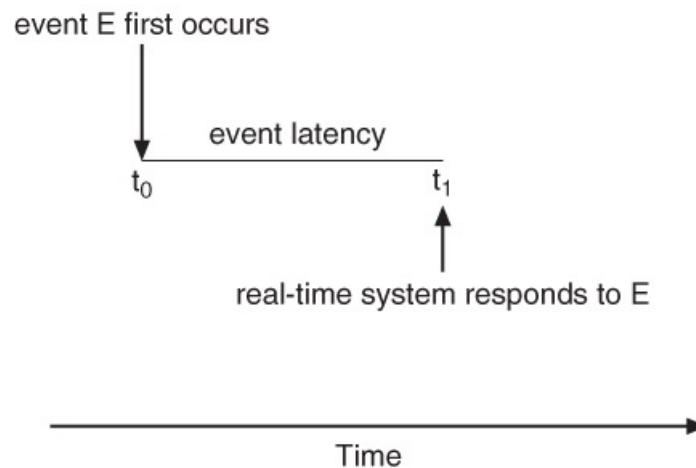 event E first occurs
event latency
t₀ t₁
real-time system responds to E
Time